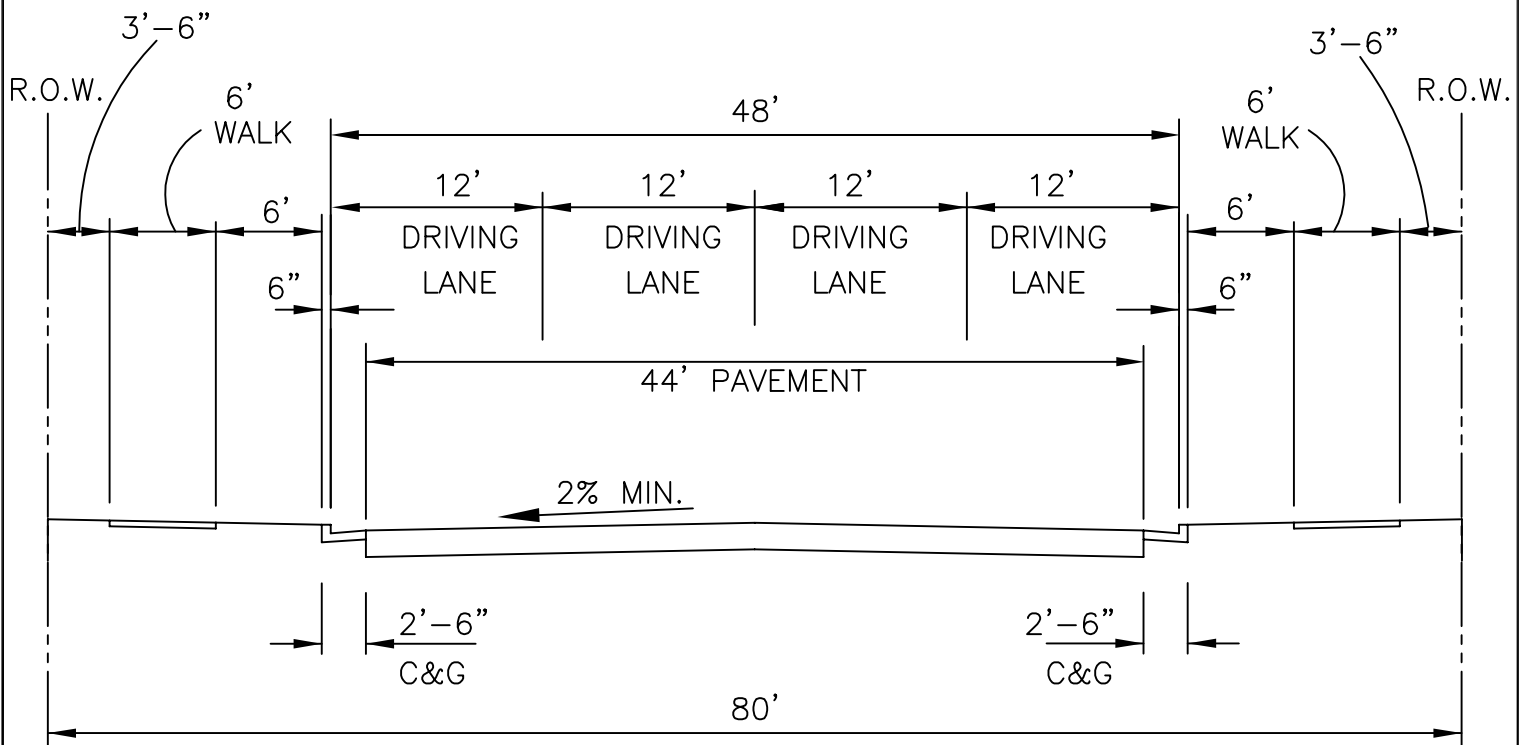 3'-6"
3'-6"
R.O.W.
R.O.W.
6'
WALK
48'
6'
WALK
12'
12'
12'
12'
6'
6'
DRIVING
LANE
DRIVING
LANE
DRIVING
LANE
DRIVING
LANE
6"
6"
44' PAVEMENT
2% MIN.
2'-6"
C&G
2'-6"
C&G
80'